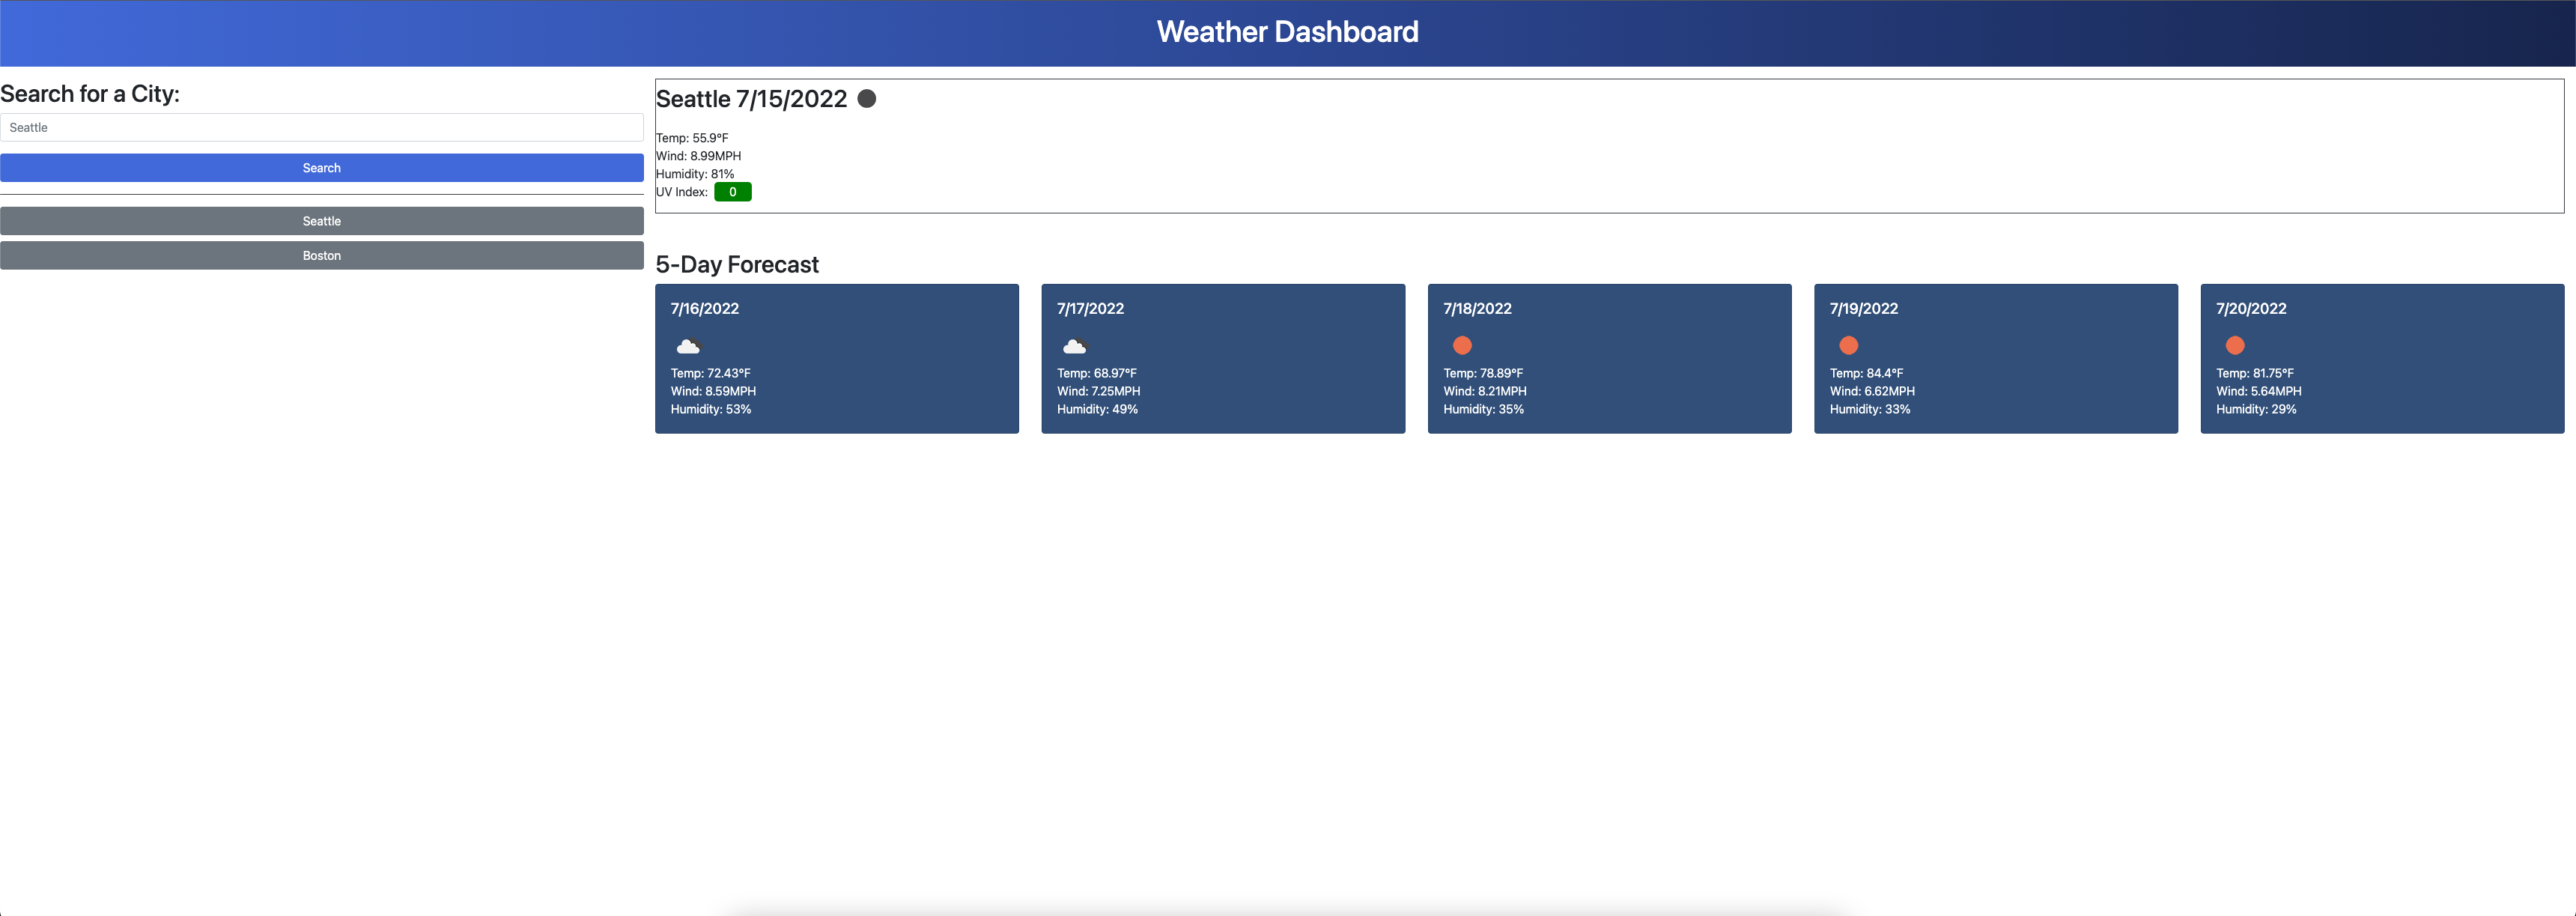 Weather Dashboard
Search for a City:
Seattle
Search
Seattle
Boston
Seattle 7/15/2022
Temp: 55.9°F
Wind: 8.99MPH
Humidity: 81%
UV Index: 0
5-Day Forecast
7/16/2022
Temp: 72.43°F
Wind: 8.59MPH
Humidity: 53%
7/17/2022
Temp: 68.97°F
Wind: 7.25MPH
Humidity: 49%
7/18/2022
Temp: 78.89°F
Wind: 8.21MPH
Humidity: 35%
7/19/2022
Temp: 84.4°F
Wind: 6.62MPH
Humidity: 33%
7/20/2022
Temp: 81.75°F
Wind: 5.64MPH
Humidity: 29%